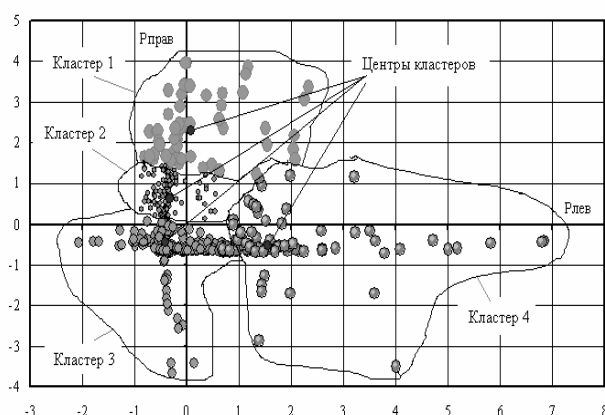 5
Рправ
Кластер 1
Центры кластеров
4
3
Кластер 2
2
1
Рлев
0
-1
Кластер 4
-2
Кластер 3
-3
-4
-3 -2 -1 0 1 2 3 4 5 6 7 8